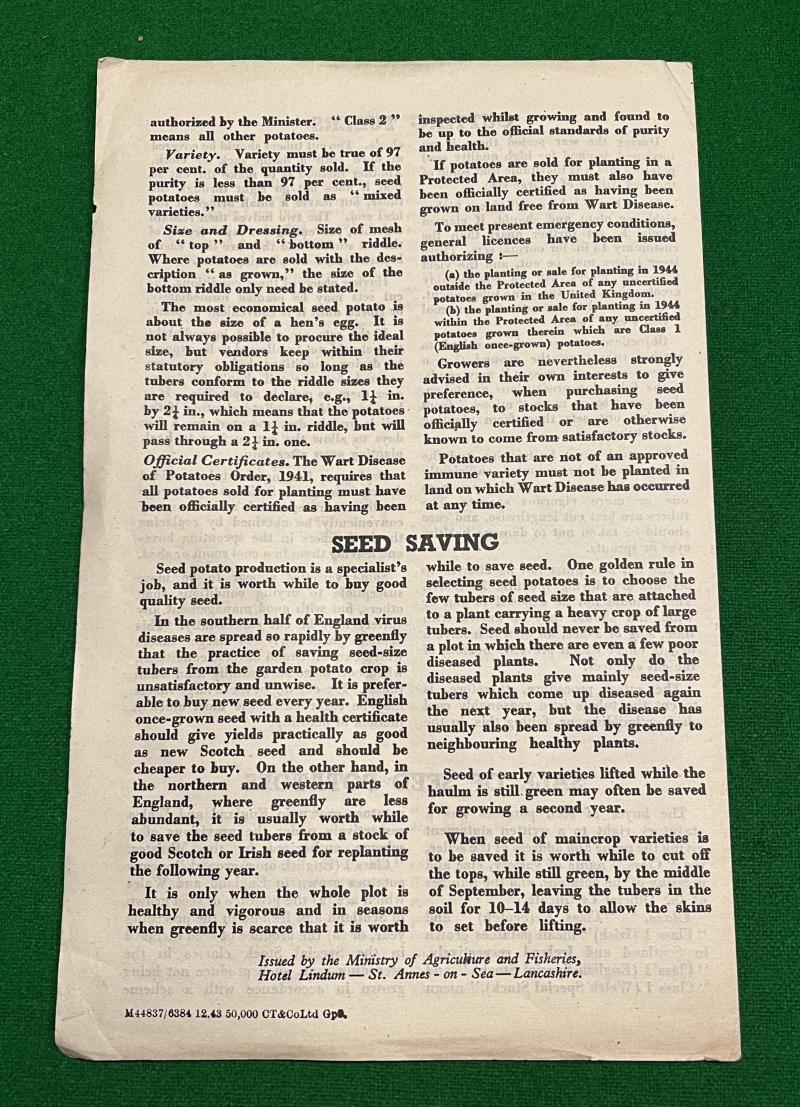 authorized by the Minister. “ Class 2 ”
means all other potatoes.
Variety. Variety must be true of 97
per cent. of the quantity sold. If the
purity is less than 97 per cent., seed
potatoes must be sold as “ mixed
varieties.”
Size and Dressing. Size of mesh
of “ top ” and “ bottom ” riddle.
Where potatoes are sold with the des-
cription “ as grown,” the size of the
bottom riddle only need be stated.
The most economical seed potato is
about the size of a hen's egg. It is
not always possible to procure the ideal
size, but vendors keep within their
statutory obligations so long as the
tubers conform to the riddle sizes they
are required to declare, e.g., 1¼ in.
by 2¼ in., which means that the potatoes
will remain on a 1¼ in. riddle, but will
pass through a 2¼ in. one.
Official Certificates. The Wart Disease
of Potatoes Order, 1941, requires that
all potatoes sold for planting must have
been officially certified as having been
inspected whilst growing and found to
be up to the official standards of purity
and health.
If potatoes are sold for planting in a
Protected Area, they must also have
been officially certified as having been
grown on land free from Wart Disease.
To meet present emergency conditions,
general licences have been issued
authorizing :—
(a) the planting or sale for planting in 1944
outside the Protected Area of any uncertified
potatoes grown in the United Kingdom.
(b) the planting or sale for planting in 1944
within the Protected Area of any uncertified
potatoes grown therein which are Class 1
(English once-grown) potatoes.
Growers are nevertheless strongly
advised in their own interests to give
preference, when purchasing seed
potatoes, to stocks that have been
officially certified or are otherwise
known to come from satisfactory stocks.
Potatoes that are not of an approved
immune variety must not be planted in
land on which Wart Disease has occurred
at any time.
SEED SAVING
Seed potato production is a specialist's
job, and it is worth while to buy good
quality seed.
In the southern half of England virus
diseases are spread so rapidly by greenfly
that the practice of saving seed-size
tubers from the garden potato crop is
unsatisfactory and unwise. It is prefer-
able to buy new seed every year. English
once-grown seed with a health certificate
should give yields practically as good
as new Scotch seed and should be
cheaper to buy. On the other hand, in
the northern and western parts of
England, where greenfly are less
abundant, it is usually worth while
to save the seed tubers from a stock of
good Scotch or Irish seed for replanting
the following year.
It is only when the whole plot is
healthy and vigorous and in seasons
when greenfly is scarce that it is worth
while to save seed. One golden rule in
selecting seed potatoes is to choose the
few tubers of seed size that are attached
to a plant carrying a heavy crop of large
tubers. Seed should never be saved from
a plot in which there are even a few poor
diseased plants. Not only do the
diseased plants give mainly seed-size
tubers which come up diseased again
the next year, but the disease has
usually also been spread by greenfly to
neighbouring healthy plants.
Seed of early varieties lifted while the
haulm is still green may often be saved
for growing a second year.
When seed of maincrop varieties is
to be saved it is worth while to cut off
the tops, while still green, by the middle
of September, leaving the tubers in the
soil for 10–14 days to allow the skins
to set before lifting.
Issued by the Ministry of Agriculture and Fisheries,
Hotel Lindum — St. Annes - on - Sea — Lancashire.
M44837/6384 12.43 50,000 CT&CoLtd